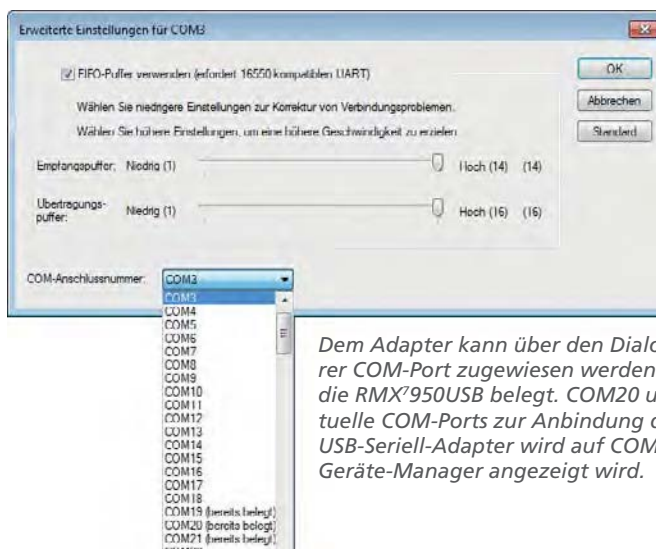 Erweiterte Einstellungen für COM3
FIFO-Puffer verwenden (erfordert 16550 kompatiblen UART)
OK
Wählen Sie niedrigere Einstellungen zur Korrektur von Verbindungsproblemen.
Abbrechen
Wählen Sie höhere Einstellungen, um eine höhere Geschwindigkeit zu erzielen
Standard
Empfangspuffer: Niedrig (1) Hoch (14) (14)
Übertragungs-
puffer: Niedrig (1) Hoch (16) (16)
COM-Anschlussnummer: COM3
COM3
COM4
COM5
COM6
COM7
COM8
COM9
COM10
COM11
COM12
COM13
COM14
COM15
COM16
COM17
COM18
COM19 (bereits belegt)
COM20 (bereits belegt)
COM21 (bereits belegt)
Dem Adapter kann über den Dialo
rer COM-Port zugewiesen werden
die RMX⁷950USB belegt. COM20 u
tuelle COM-Ports zur Anbindung
USB-Seriell-Adapter wird auf COM
Geräte-Manager angezeigt wird.